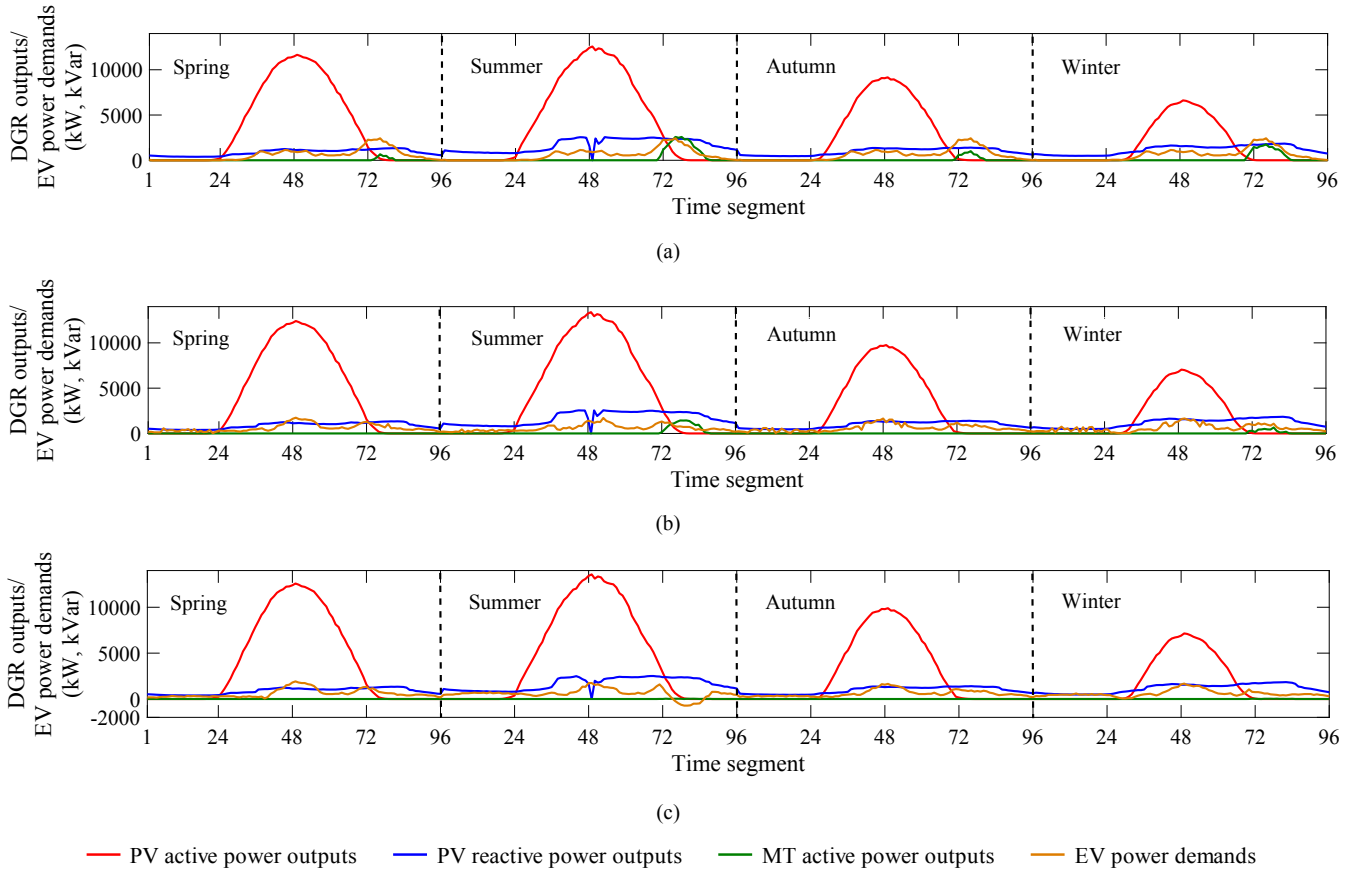 DGR outputs/
EV power demands
(kW, kVar)
10000
5000
0
Spring
Summer
Autumn
Winter
1 24 48 72 96 24 48 72 96 24 48 72 96 24 48 72 96
Time segment
(a)
DGR outputs/
EV power demands
(kW, kVar)
10000
5000
0
Spring
Summer
Autumn
Winter
1 24 48 72 96 24 48 72 96 24 48 72 96 24 48 72 96
Time segment
(b)
DGR outputs/
EV power demands
(kW, kVar)
10000
5000
0
-2000
Spring
Summer
Autumn
Winter
1 24 48 72 96 24 48 72 96 24 48 72 96 24 48 72 96
Time segment
(c)
PV active power outputs PV reactive power outputs MT active power outputs EV power demands